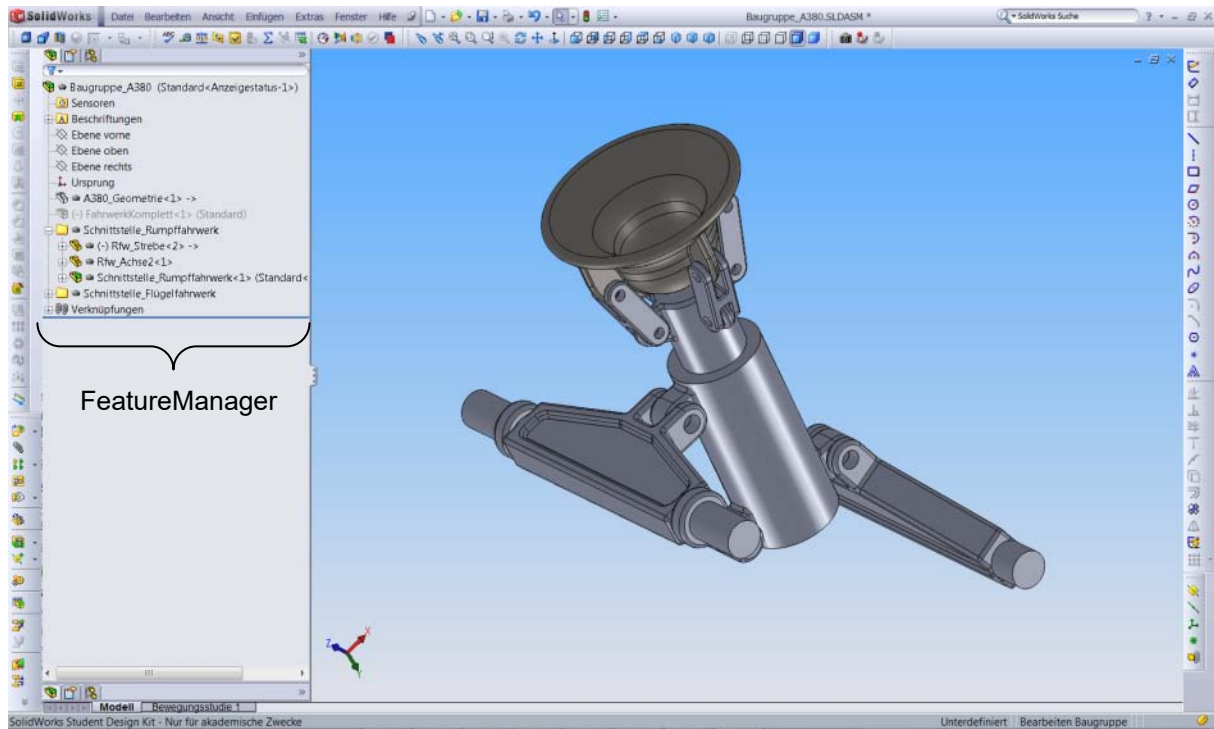 SolidWorks Datei Bearbeiten Ansicht Einfügen Extras Fenster Hilfe Baugruppe_A380.SLDASM * SolidWorks Suche
Baugruppe_A380 (Standard<Anzeigestatus-1>)
Sensoren
Beschriftungen
Ebene vorne
Ebene oben
Ebene rechts
Ursprung
A380_Geometrie<1> ->
(-) FahrwerkKomplett<1> (Standard)
Schnittstelle_Rumpffahrwerk
(-) Rfw_Strebe<2> ->
Rfw_Achse2<1>
Schnittstelle_Rumpffahrwerk<1> (Standard<
Schnittstelle_Flügelfahrwerk
Verknüpfungen
FeatureManager
Z X Y
Modell Bewegungsstudie 1
SolidWorks Student Design Kit - Nur für akademische Zwecke Unterdefiniert Bearbeiten Baugruppe